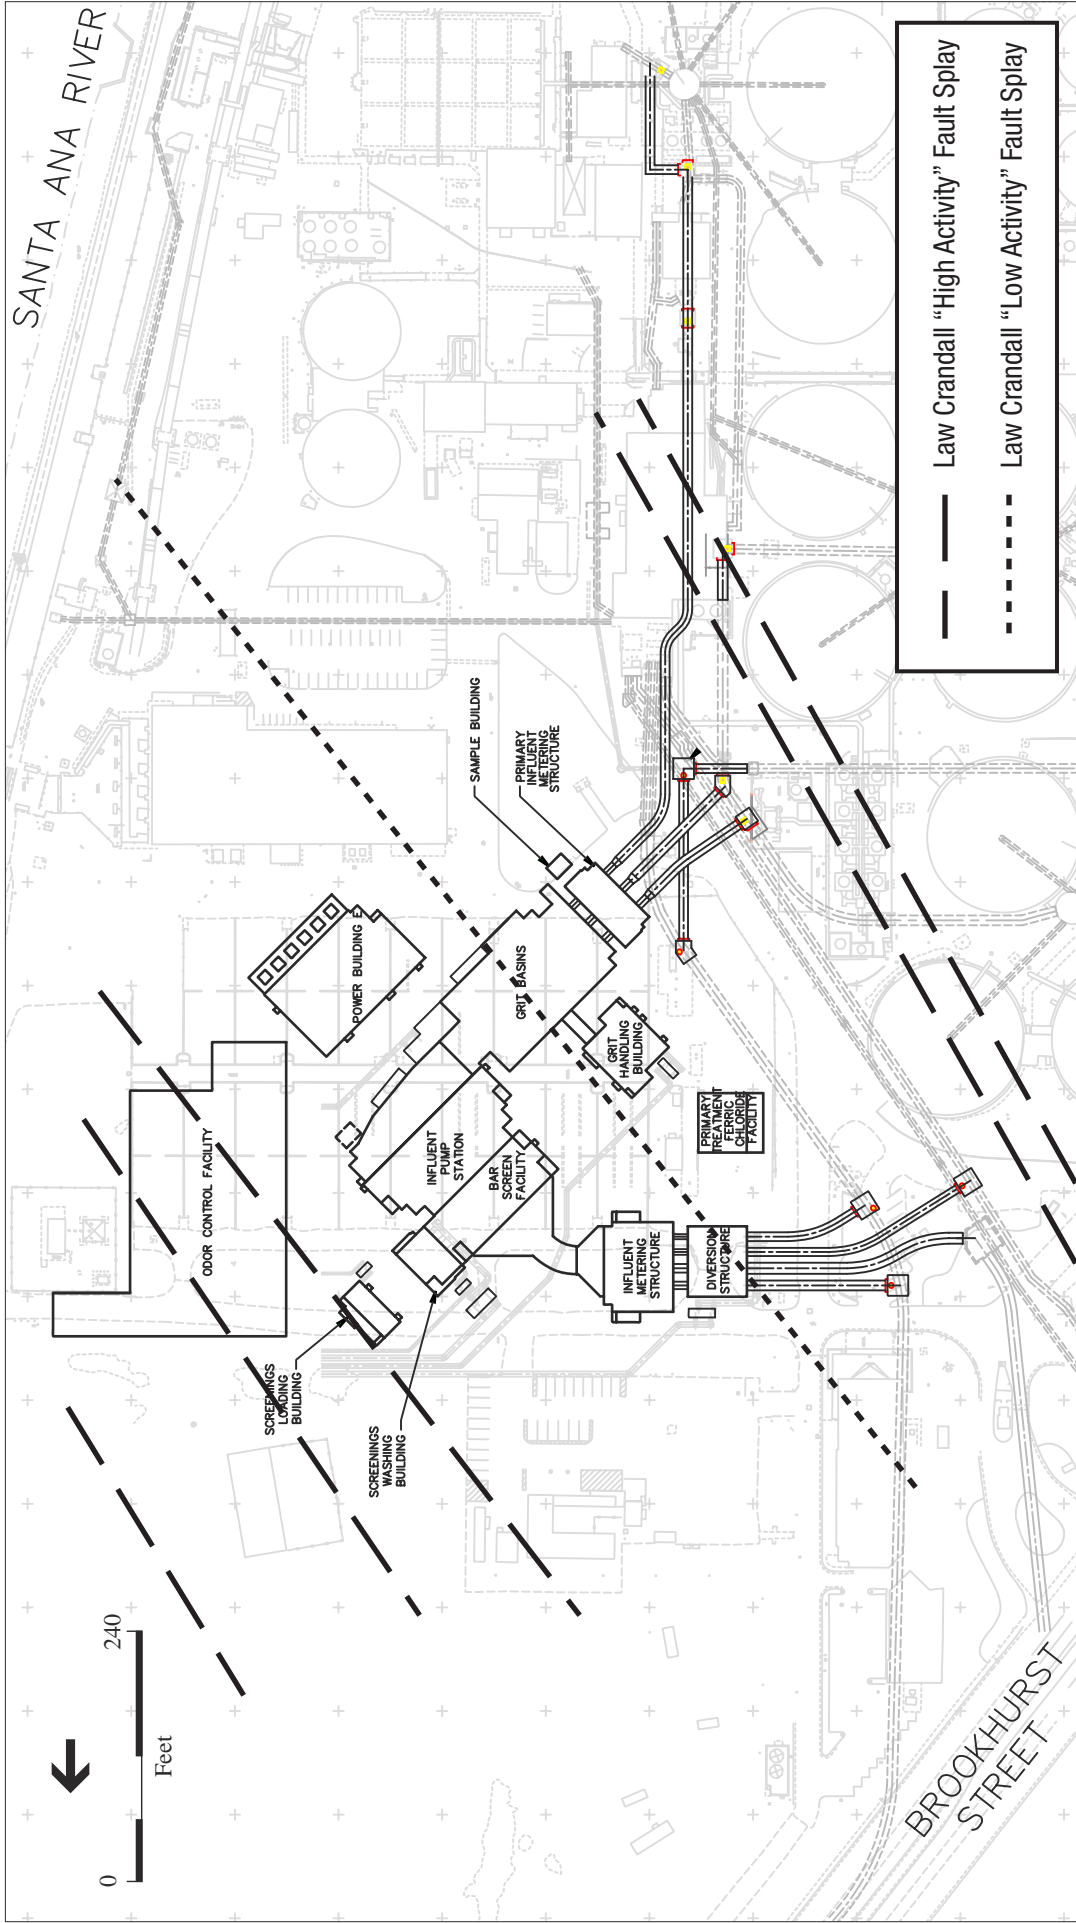 SANTA ANA RIVER
Law Crandall “High Activity” Fault Splay
Law Crandall “Low Activity” Fault Splay
SAMPLE BUILDING
PRIMARY
INFLUENT
METERING
STRUCTURE
POWER BUILDING E
GRIT BASINS
GRIT
HANDLING
BUILDING
PRIMARY
TREATMENT
FERRIC
CHLORIDE
FACILITY
ODOR CONTROL FACILITY
INFLUENT
PUMP
STATION
BAR
SCREEN
FACILITY
INFLUENT
METERING
STRUCTURE
DIVERSION
STRUCTURE
SCREENINGS
LOADING
BUILDING
SCREENINGS
WASHING
BUILDING
0
240
Feet
BROOKHURST
STREET